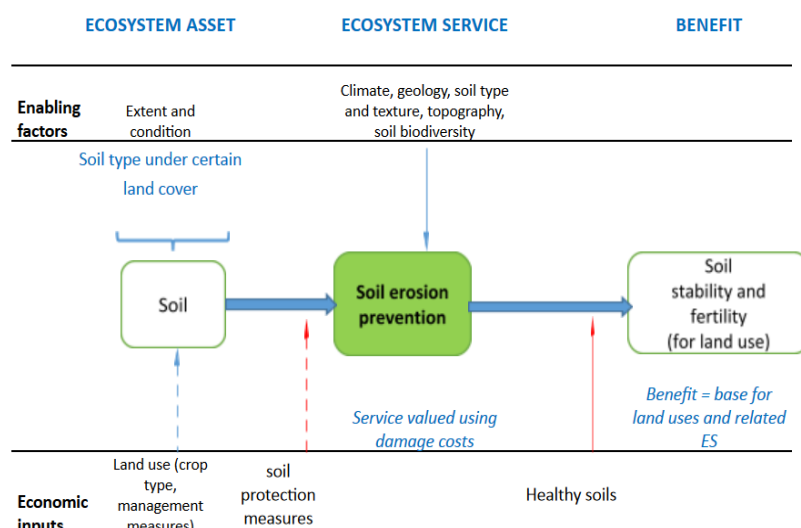 ECOSYSTEM ASSET
ECOSYSTEM SERVICE
BENEFIT
Enabling
factors
Extent and
condition
Climate, geology, soil type
and texture, topography,
soil biodiversity
Soil type under certain
land cover
Soil
Soil erosion
prevention
Soil
stability and
fertility
(for land use)
Service valued using
damage costs
Benefit = base for
land uses and related
ES
Economic
inputs
Land use (crop
type,
management
measures)
soil
protection
measures
Healthy soils